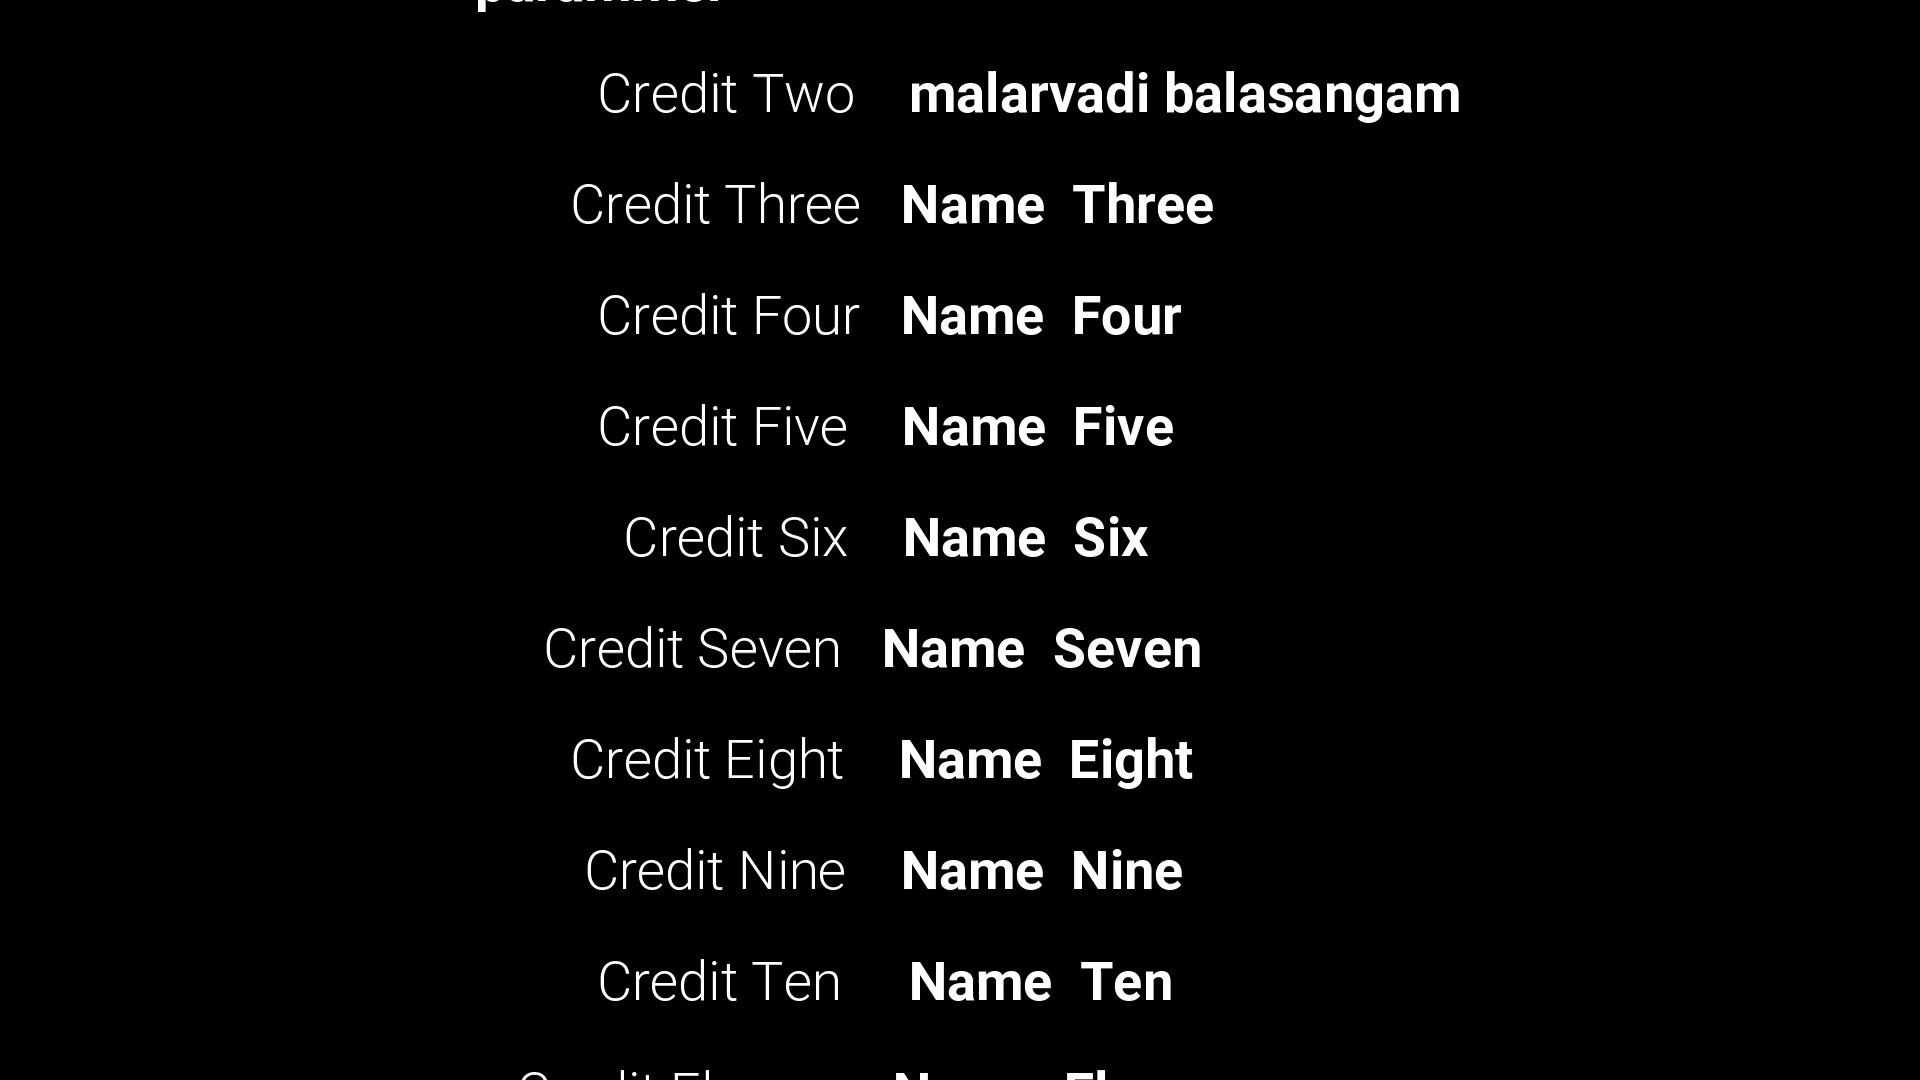 Credit Two malarvadi balasangam
Credit Three Name Three
Credit Four Name Four
Credit Five Name Five
Credit Six Name Six
Credit Seven Name Seven
Credit Eight Name Eight
Credit Nine Name Nine
Credit Ten Name Ten